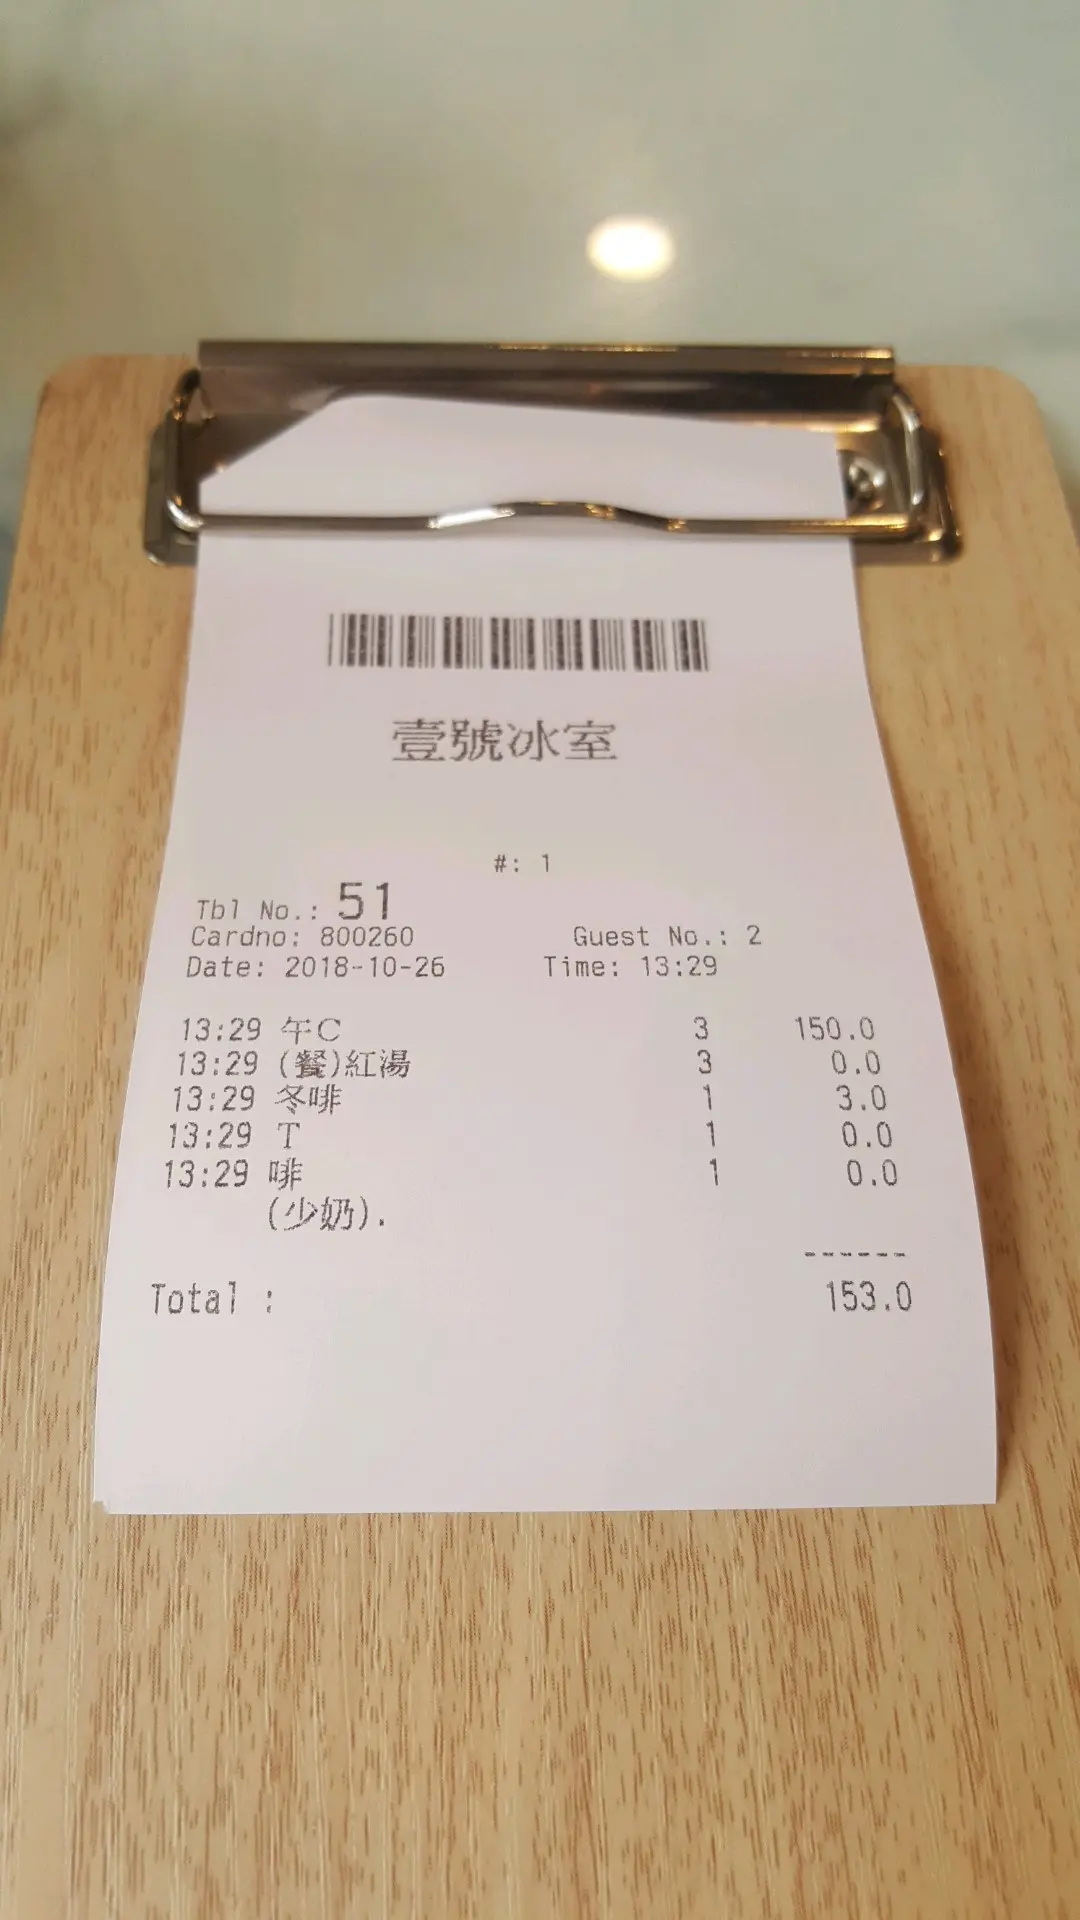 壹號冰室
#: 1
Tbl No.: 51
Cardno: 800260 Guest No.: 2
Date: 2018-10-26 Time: 13:29
13:29 午C 3 150.0
13:29 (餐)紅湯 3 0.0
13:29 冬啡 1 3.0
13:29 T 1 0.0
13:29 啡 1 0.0
(少奶).
------
Total : 153.0